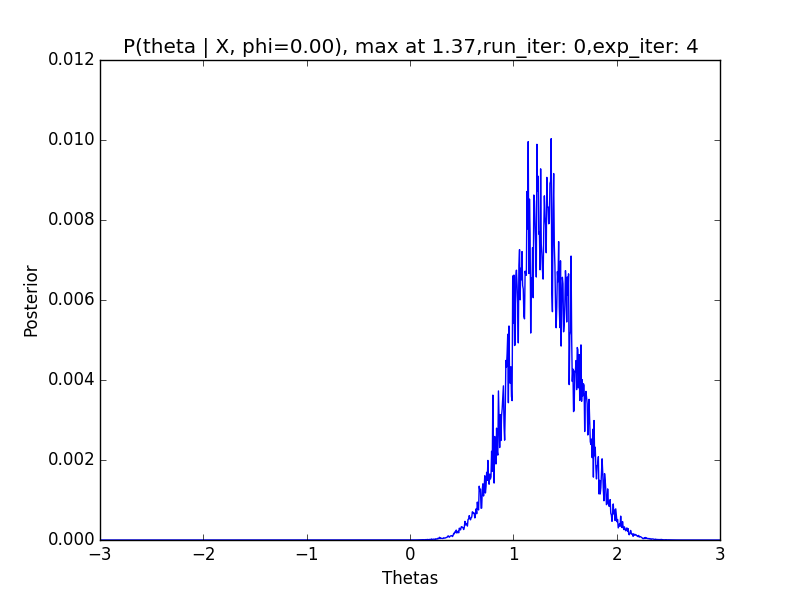 P(theta | X, phi=0.00), max at 1.37,run_iter: 0,exp_iter: 4
0.012
0.010
0.008
0.006
0.004
0.002
0.000
Posterior
−3 −2 −1 0 1 2 3
Thetas